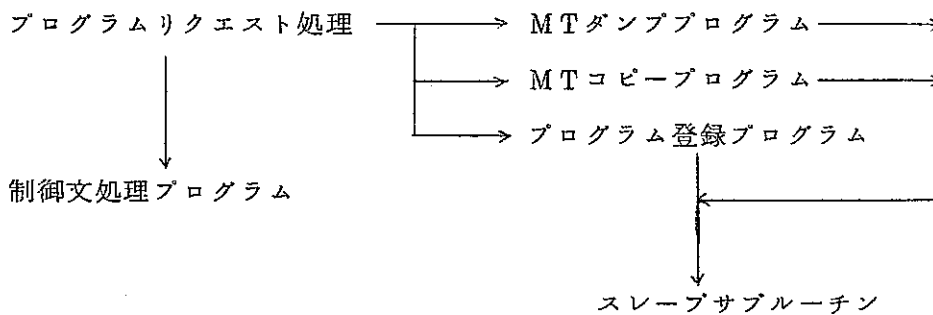 プログラムリクエスト処理
MTダンププログラム
MTコピープログラム
プログラム登録プログラム
制御文処理プログラム
スレーブサブルーチン